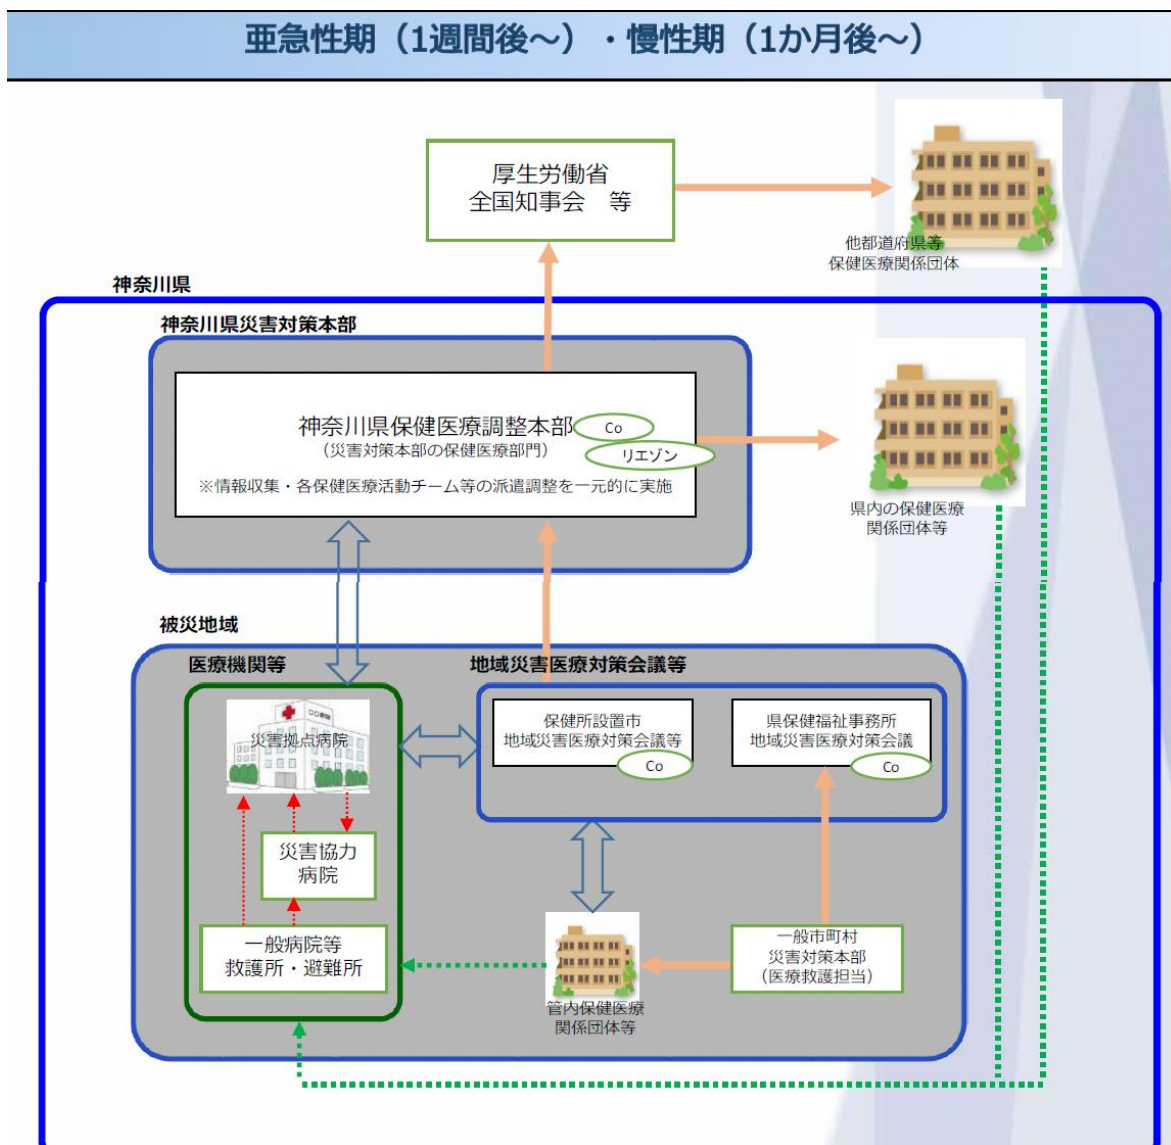 亜急性期（1週間後～）・慢性期（1か月後～）
厚生労働省
全国知事会　等
他都道府県等
保健医療関係団体
神奈川県
神奈川県災害対策本部
神奈川県保健医療調整本部
Co
（災害対策本部の保健医療部門）
リエゾン
※情報収集・各保健医療活動チーム等の派遣調整を一元的に実施
県内の保健医療
関係団体等
被災地域
医療機関等
地域災害医療対策会議等
災害拠点病院
保健所設置市
地域災害医療対策会議等
Co
県保健福祉事務所
地域災害医療対策会議
Co
災害協力
病院
一般病院等
救護所・避難所
管内保健医療
関係団体等
一般市町村
災害対策本部
（医療救護担当）